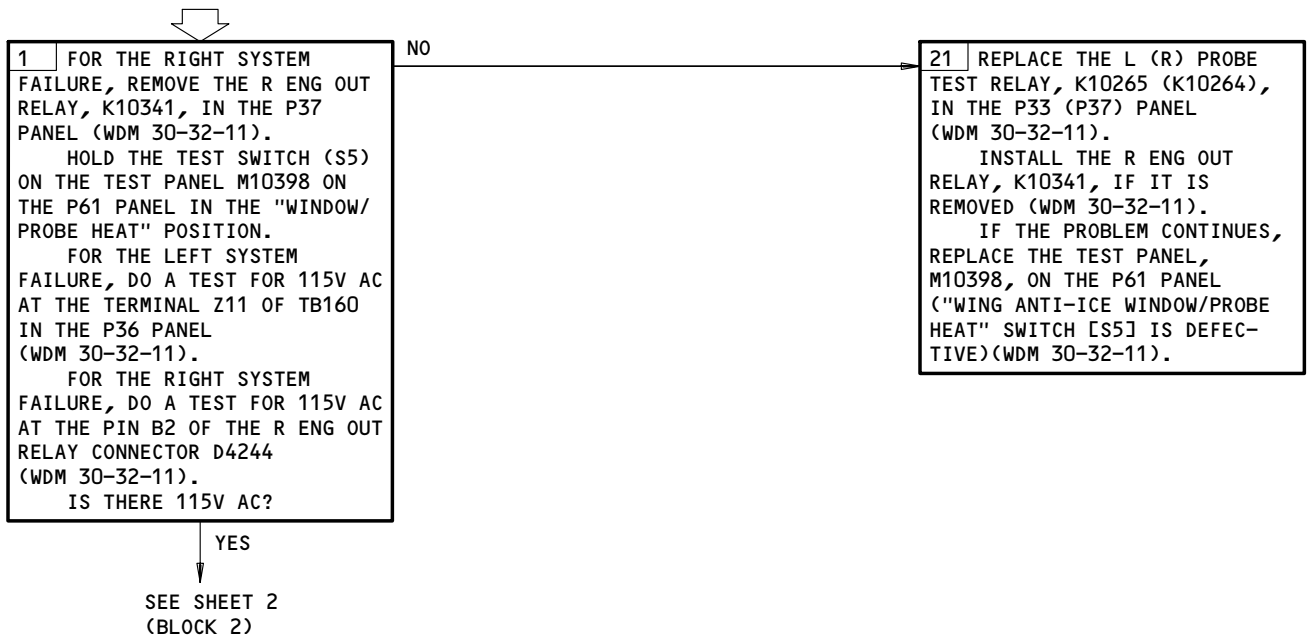 1 FOR THE RIGHT SYSTEM
FAILURE, REMOVE THE R ENG OUT
RELAY, K10341, IN THE P37
PANEL (WDM 30-32-11).
HOLD THE TEST SWITCH (S5)
ON THE TEST PANEL M10398 ON
THE P61 PANEL IN THE "WINDOW/
PROBE HEAT" POSITION.
FOR THE LEFT SYSTEM
FAILURE, DO A TEST FOR 115V AC
AT THE TERMINAL Z11 OF TB160
IN THE P36 PANEL
(WDM 30-32-11).
FOR THE RIGHT SYSTEM
FAILURE, DO A TEST FOR 115V AC
AT THE PIN B2 OF THE R ENG OUT
RELAY CONNECTOR D4244
(WDM 30-32-11).
IS THERE 115V AC?
NO
21 REPLACE THE L (R) PROBE
TEST RELAY, K10265 (K10264),
IN THE P33 (P37) PANEL
(WDM 30-32-11).
INSTALL THE R ENG OUT
RELAY, K10341, IF IT IS
REMOVED (WDM 30-32-11).
IF THE PROBLEM CONTINUES,
REPLACE THE TEST PANEL,
M10398, ON THE P61 PANEL
("WING ANTI-ICE WINDOW/PROBE
HEAT" SWITCH [S5] IS DEFEC-
TIVE)(WDM 30-32-11).
YES
SEE SHEET 2
(BLOCK 2)